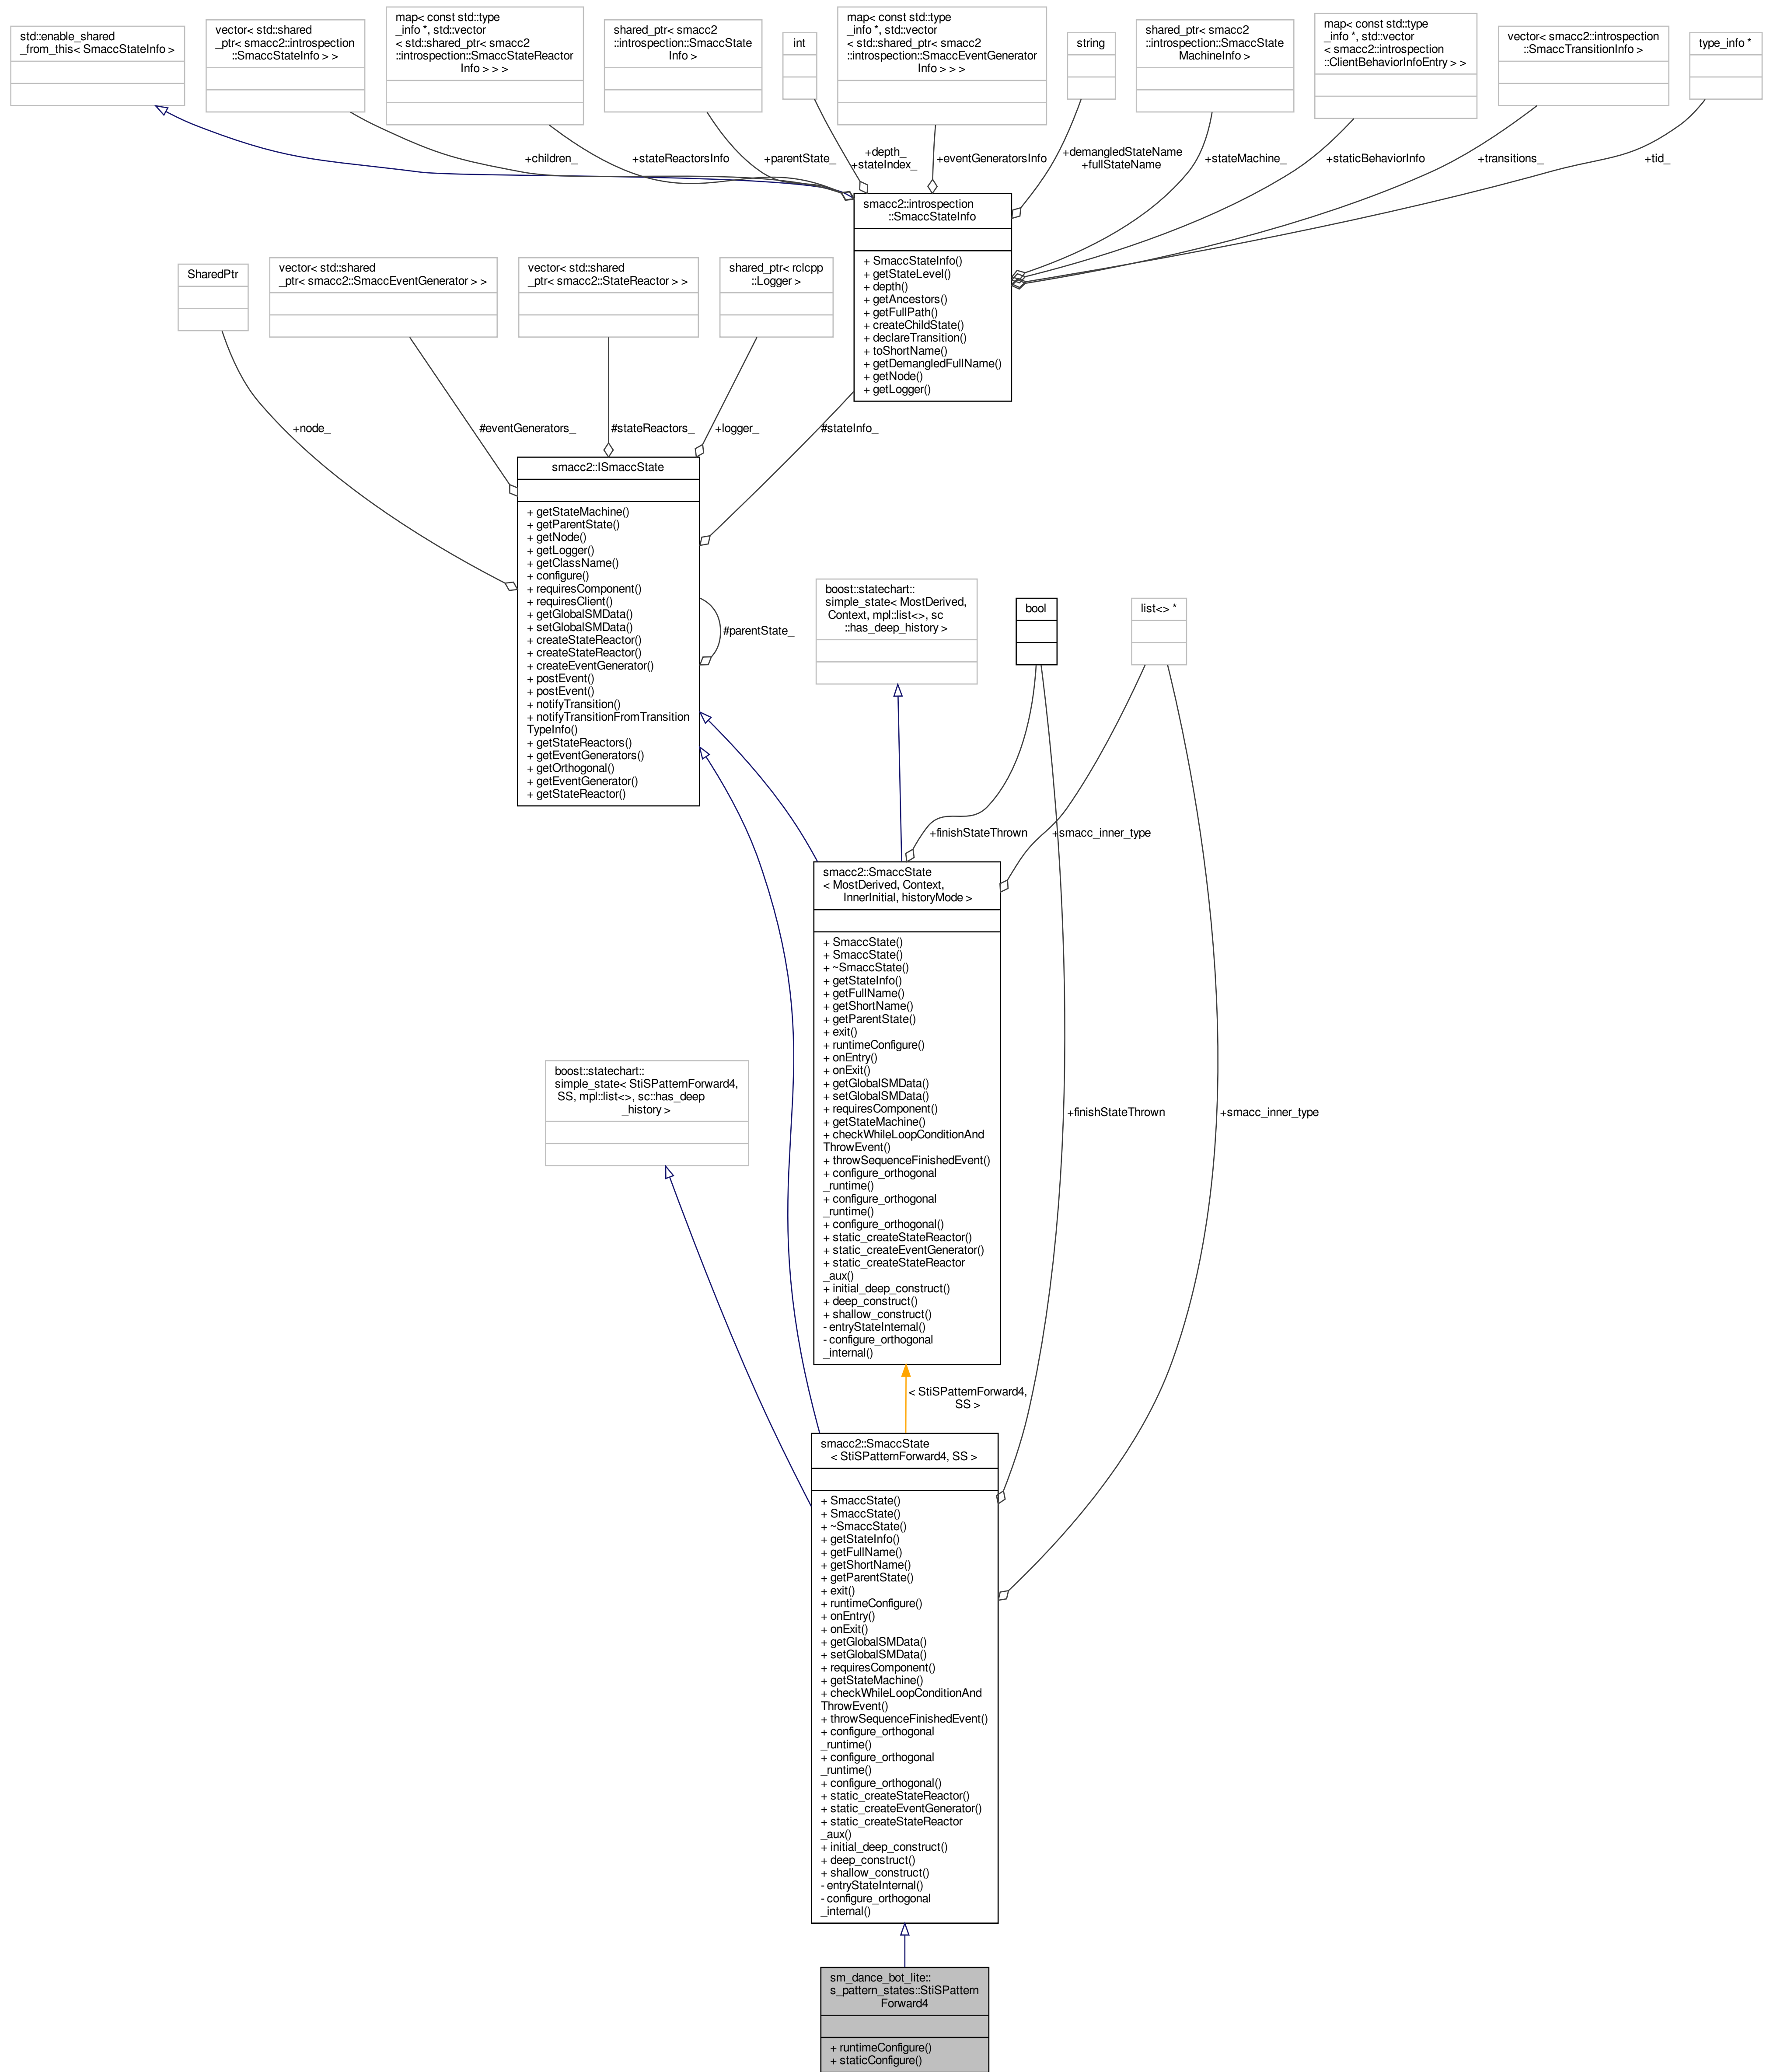 std::enable_shared
_from_this< SmaccStateInfo >
vector< std::shared
_ptr< smacc2::introspection
::SmaccStateInfo > >
map< const std::type
_info *, std::vector
< std::shared_ptr< smacc2
::introspection::SmaccStateReactor
Info > > >
shared_ptr< smacc2
::introspection::SmaccState
Info >
int
map< const std::type
_info *, std::vector
< std::shared_ptr< smacc2
::introspection::SmaccEventGenerator
Info > > >
string
shared_ptr< smacc2
::introspection::SmaccState
MachineInfo >
map< const std::type
_info *, std::vector
< smacc2::introspection
::ClientBehaviorInfoEntry > >
vector< smacc2::introspection
::SmaccTransitionInfo >
type_info *
+children_
+stateReactorsInfo
+parentState_
+depth_
+stateIndex_
+eventGeneratorsInfo
+demangledStateName
+fullStateName
+stateMachine_
+staticBehaviorInfo
+transitions_
+tid_
smacc2::introspection
::SmaccStateInfo
+ SmaccStateInfo()
+ getStateLevel()
+ depth()
+ getAncestors()
+ getFullPath()
+ createChildState()
+ declareTransition()
+ toShortName()
+ getDemangledFullName()
+ getNode()
+ getLogger()
SharedPtr
vector< std::shared
_ptr< smacc2::SmaccEventGenerator > >
vector< std::shared
_ptr< smacc2::StateReactor > >
shared_ptr< rclcpp
::Logger >
+node_
#eventGenerators_
#stateReactors_
+logger_
#stateInfo_
smacc2::ISmaccState
+ getStateMachine()
+ getParentState()
+ getNode()
+ getLogger()
+ getClassName()
+ configure()
+ requiresComponent()
+ requiresClient()
+ getGlobalSMData()
+ setGlobalSMData()
+ createStateReactor()
+ createStateReactor()
+ createEventGenerator()
+ postEvent()
+ postEvent()
+ notifyTransition()
+ notifyTransitionFromTransition
TypeInfo()
+ getStateReactors()
+ getEventGenerators()
+ getOrthogonal()
+ getEventGenerator()
+ getStateReactor()
#parentState_
boost::statechart::
simple_state< MostDerived,
Context, mpl::list<>, sc
::has_deep_history >
bool
list<> *
+finishStateThrown
+smacc_inner_type
smacc2::SmaccState
< MostDerived, Context,
InnerInitial, historyMode >
+ SmaccState()
+ SmaccState()
+ ~SmaccState()
+ getStateInfo()
+ getFullName()
+ getShortName()
+ getParentState()
+ exit()
+ runtimeConfigure()
+ onEntry()
+ onExit()
+ getGlobalSMData()
+ setGlobalSMData()
+ requiresComponent()
+ getStateMachine()
+ checkWhileLoopConditionAnd
ThrowEvent()
+ throwSequenceFinishedEvent()
+ configure_orthogonal
_runtime()
+ configure_orthogonal
_runtime()
+ configure_orthogonal()
+ static_createStateReactor()
+ static_createEventGenerator()
+ static_createStateReactor
_aux()
+ initial_deep_construct()
+ deep_construct()
+ shallow_construct()
- entryStateInternal()
- configure_orthogonal
_internal()
boost::statechart::
simple_state< StiSPatternForward4,
SS, mpl::list<>, sc::has_deep
_history >
+finishStateThrown
+smacc_inner_type
< StiSPatternForward4,
SS >
smacc2::SmaccState
< StiSPatternForward4, SS >
+ SmaccState()
+ SmaccState()
+ ~SmaccState()
+ getStateInfo()
+ getFullName()
+ getShortName()
+ getParentState()
+ exit()
+ runtimeConfigure()
+ onEntry()
+ onExit()
+ getGlobalSMData()
+ setGlobalSMData()
+ requiresComponent()
+ getStateMachine()
+ checkWhileLoopConditionAnd
ThrowEvent()
+ throwSequenceFinishedEvent()
+ configure_orthogonal
_runtime()
+ configure_orthogonal
_runtime()
+ configure_orthogonal()
+ static_createStateReactor()
+ static_createEventGenerator()
+ static_createStateReactor
_aux()
+ initial_deep_construct()
+ deep_construct()
+ shallow_construct()
- entryStateInternal()
- configure_orthogonal
_internal()
sm_dance_bot_lite::
s_pattern_states::StiSPattern
Forward4
+ runtimeConfigure()
+ staticConfigure()